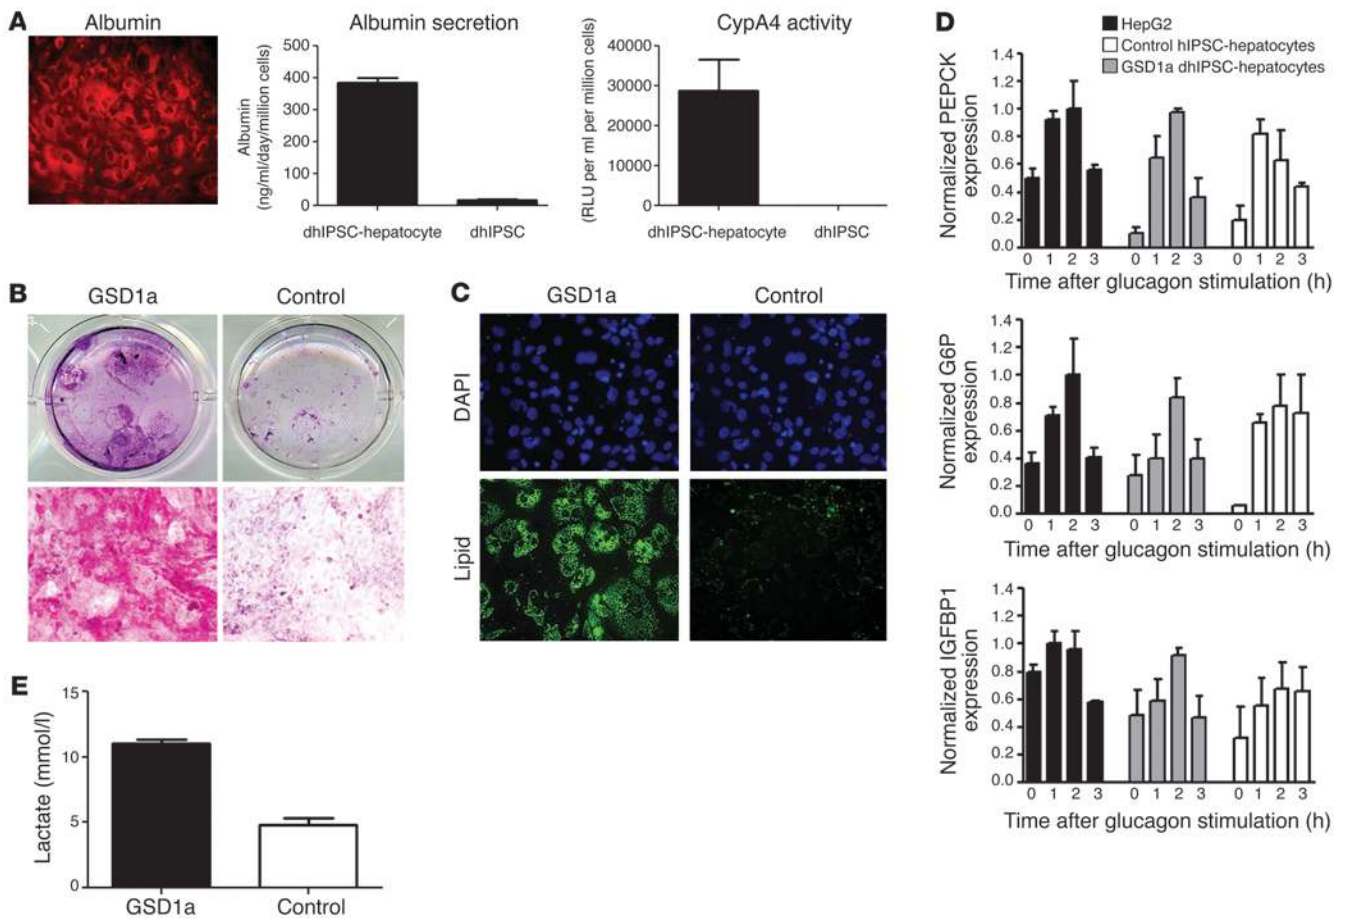 A
Albumin
Albumin secretion
Albumin
(ng/ml/day/million cells)
500
400
300
200
100
0
dhIPSC-hepatocyte
dhIPSC
CypA4 activity
(RLU per ml per million cells)
40000
30000
20000
10000
0
dhIPSC-hepatocyte
dhIPSC
B
GSD1a
Control
C
GSD1a
Control
DAPI
Lipid
D
HepG2
Control hIPSC-hepatocytes
GSD1a dhIPSC-hepatocytes
Normalized PEPCK
expression
1.4
1.2
1.0
0.8
0.6
0.4
0.2
0.0
0 1 2 3 0 1 2 3 0 1 2 3
Time after glucagon stimulation (h)
Normalized G6P
expression
1.4
1.2
1.0
0.8
0.6
0.4
0.2
0.0
0 1 2 3 0 1 2 3 0 1 2 3
Time after glucagon stimulation (h)
Normalized IGFBP1
expression
1.4
1.2
1.0
0.8
0.6
0.4
0.2
0.0
0 1 2 3 0 1 2 3 0 1 2 3
Time after glucagon stimulation (h)
E
Lactate (mmol/l)
15
10
5
0
GSD1a
Control